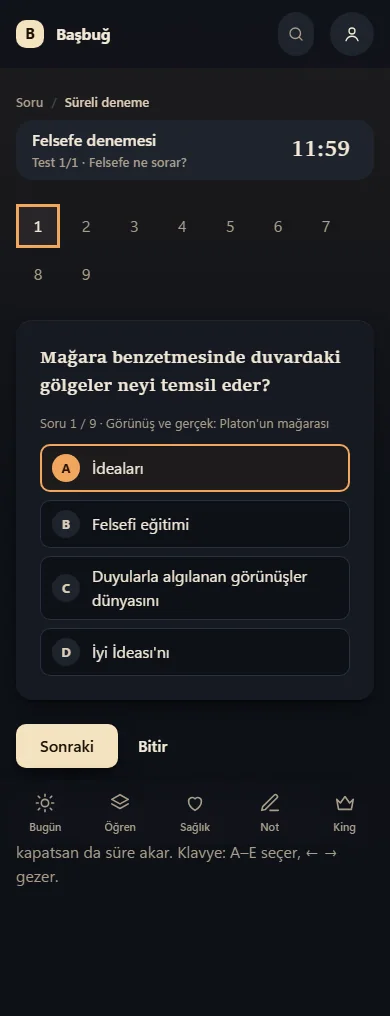 B Başbuğ
Soru / Süreli deneme
Felsefe denemesi
11:59
Test 1/1 · Felsefe ne sorar?
1 2 3 4 5 6 7
8 9
Mağara benzetmesinde duvardaki
gölgeler neyi temsil eder?
Soru 1 / 9 · Görünüş ve gerçek: Platon'un mağarası
A İdeaları
B Felsefi eğitimi
C Duyularla algılanan görünüşler
dünyasını
D İyi İdeası'nı
Sonraki Bitir
Bugün Öğren Sağlık Not King
kapatsan da süre akar. Klavye: A–E seçer, ← →
gezer.